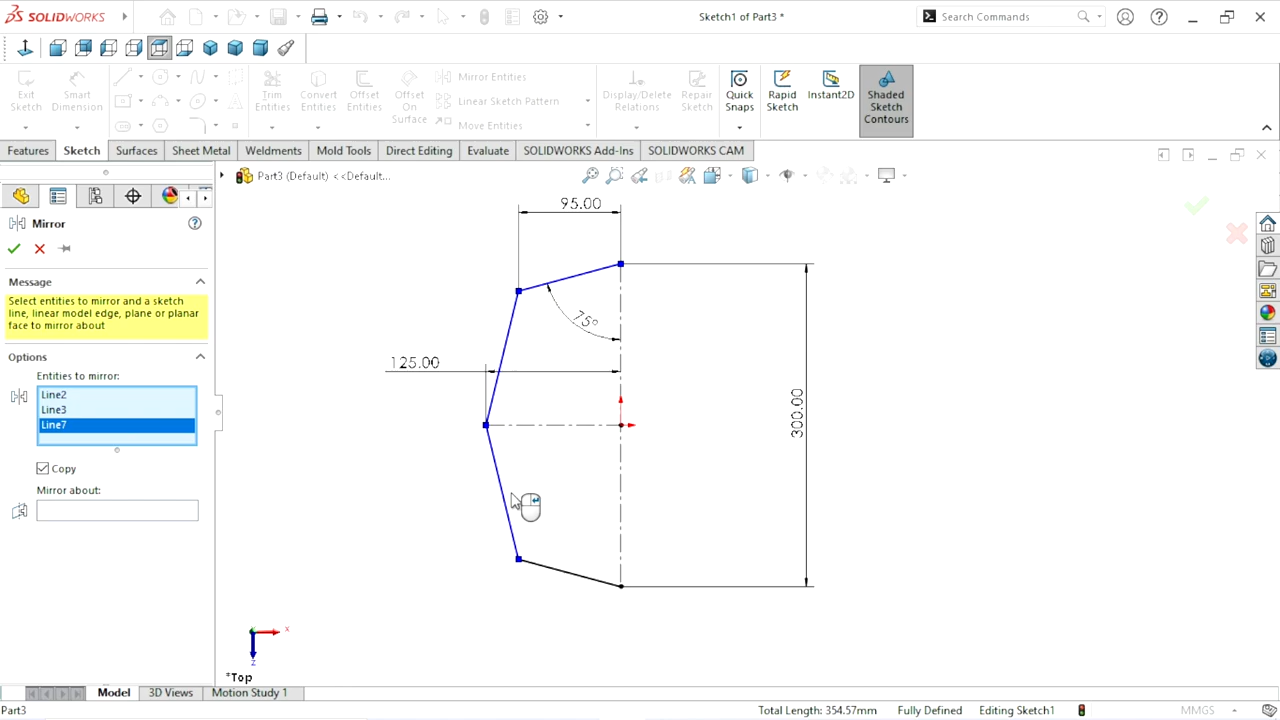 SOLIDWORKS
Sketch1 of Part3 *
Search Commands
Exit Sketch
Smart Dimension
Trim Entities
Convert Entities
Offset Entities
Offset On Surface
Mirror Entities
Linear Sketch Pattern
Move Entities
Display/Delete Relations
Repair Sketch
Quick Snaps
Rapid Sketch
Instant2D
Shaded Sketch Contours
Features
Sketch
Surfaces
Sheet Metal
Weldments
Mold Tools
Direct Editing
Evaluate
SOLIDWORKS Add-Ins
SOLIDWORKS CAM
Part3 (Default) <<Default...
Mirror
Message
Select entities to mirror and a sketch
line, linear model edge, plane or planar
face to mirror about
Options
Entities to mirror:
Line2
Line3
Line7
Copy
Mirror about:
95.00
75°
125.00
300.00
x
z
*Top
Model
3D Views
Motion Study 1
Part3
Total Length: 354.57mm
Fully Defined
Editing Sketch1
MMGS